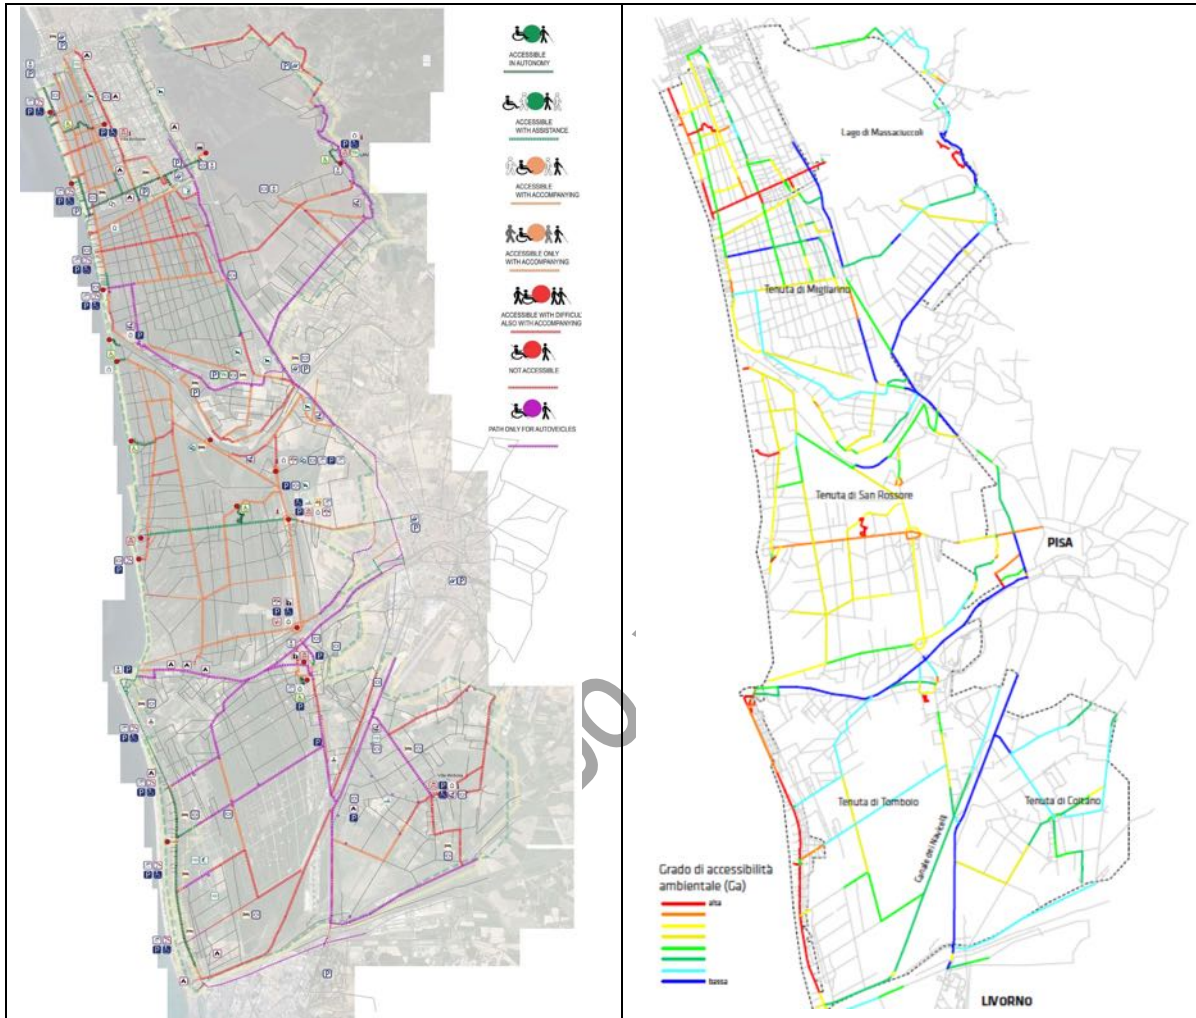 ACCESSIBLE
IN AUTONOMY
ACCESSIBLE
WITH ASSISTANCE
ACCESSIBLE
WITH ACCOMPANYING
ACCESSIBLE ONLY
WITH ACCOMPANYING
ACCESSIBLE WITH DIFFICUL
ALSO WITH ACCOMPANYING
NOT ACCESSIBLE
PATH ONLY FOR AUTOVEICLES
Lago di Massaciuccoli
Tenuta di Migliarino
Tenuta di San Rossore
PISA
Tenuta di Tombolo
Tenuta di Coltano
Canale dei Navicelli
Grado di accessibilità
ambientale (Ga)
alta
bassa
LIVORNO